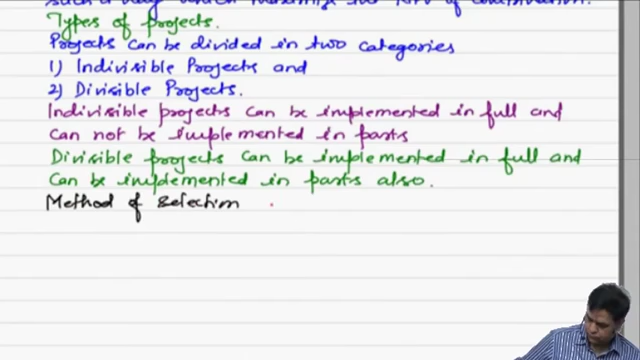 Types of projects.
Projects can be divided in two categories
1) Indivisible Projects and
2) Divisible Projects.
Indivisible projects can be implemented in full and
can not be implemented in parts
Divisible projects can be implemented in full and
can be implemented in parts also.
Method of selection